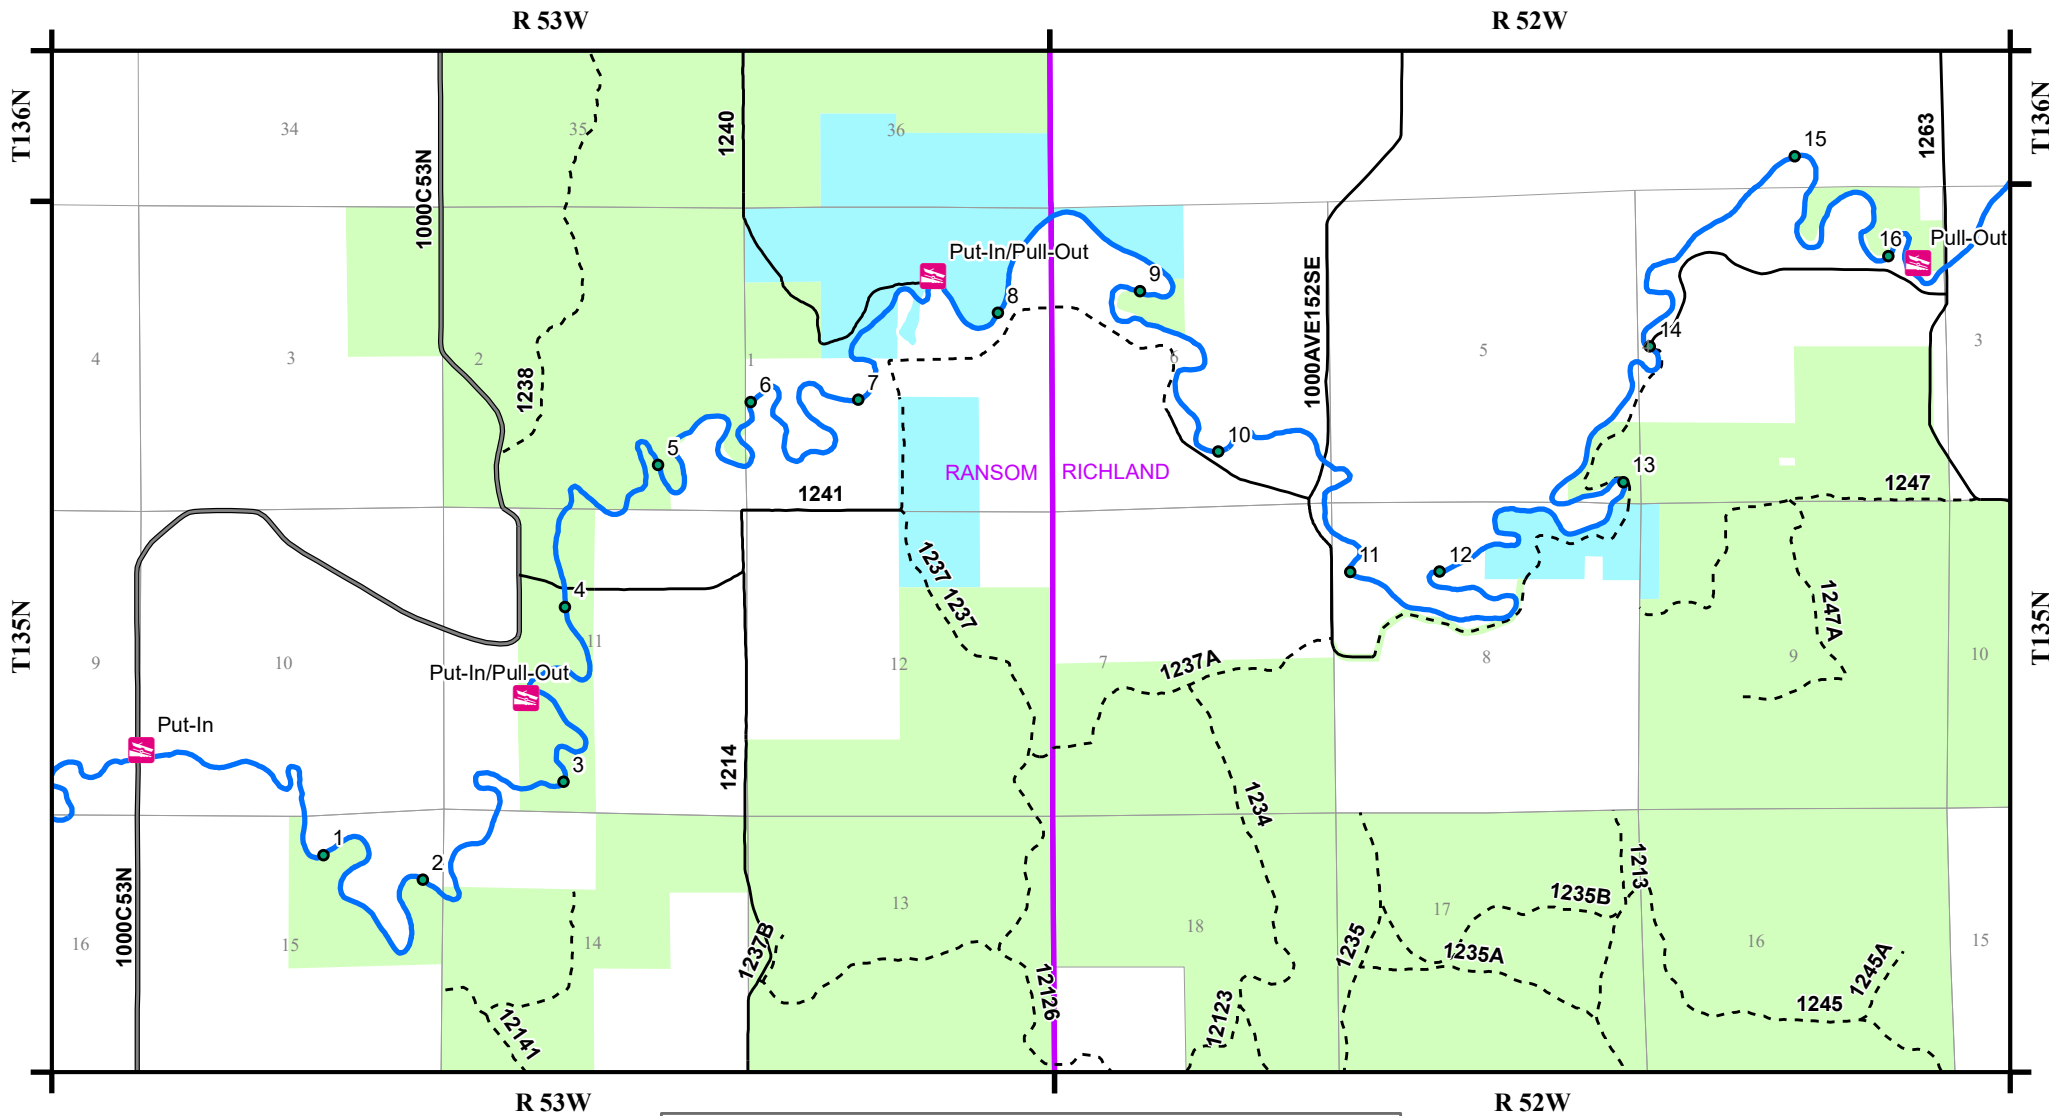 R 53W
R 52W
T136N
T136N
34
35
36
1240
1263
15
1000C53N
16
Pull-Out
Put-In/Pull-Out
9
8
1000AVE152SE
14
4
3
2
1
6
5
3
1238
6
7
5
10
13
RANSOM
RICHLAND
1241
1247
11
12
1237
1237
4
11
1247A
T135N
T135N
9
10
12
7
1237A
8
9
10
Put-In/Pull-Out
Put-In
3
1214
1234
1
2
1213
1235B
1000C53N
13
18
17
16
15
16
15
14
1237B
1235
1235A
1245A
12126
12123
12141
1245
R 53W
R 52W